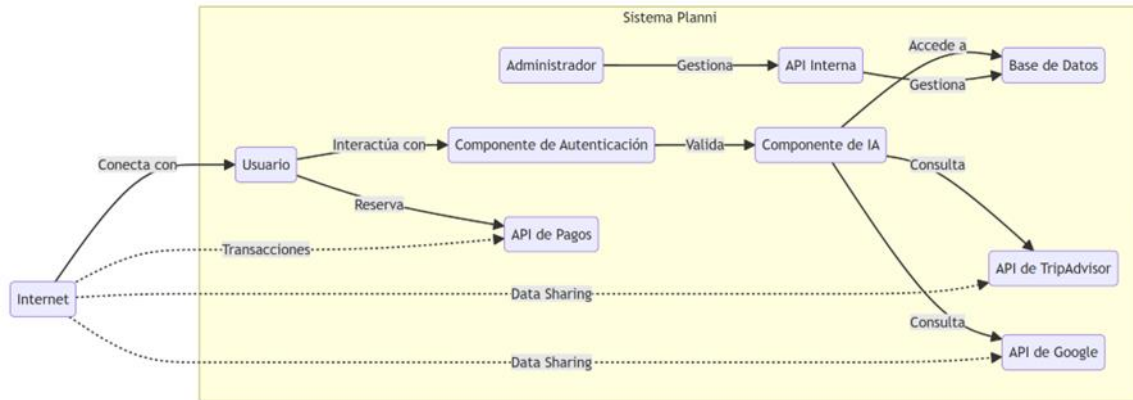 Sistema Planni
Accede a
Administrador
Gestiona
API Interna
Base de Datos
Gestiona
Interactúa con
Componente de Autenticación
Valida
Componente de IA
Conecta con
Usuario
Consulta
Reserva
API de Pagos
Transacciones
API de TripAdvisor
Internet
Data Sharing
Consulta
API de Google
Data Sharing